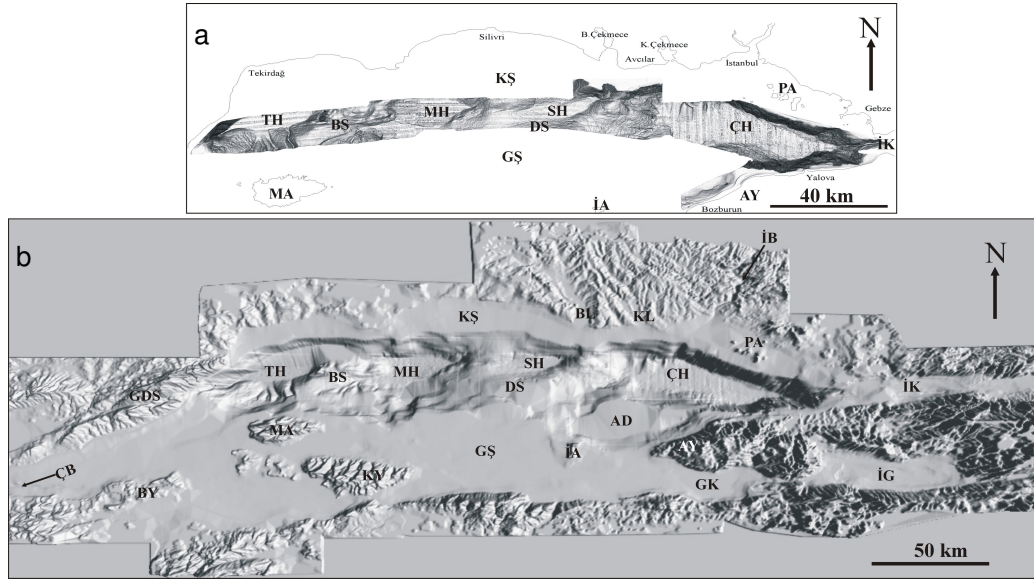 a
N
Silivri
B.Çekmece
K.Çekmece
Avcılar
İstanbul
Tekirdağ
KŞ
PA
Gebze
TH
BS
MH
SH
DS
ÇH
İK
GŞ
MA
İA
AY
Yalova
Bozburun
40 km
b
İB
N
KŞ
BL
KL
PA
TH
BS
MH
SH
DS
ÇH
İK
GDS
MA
AD
GŞ
İA
AY
ÇB
BY
KY
GK
İG
50 km